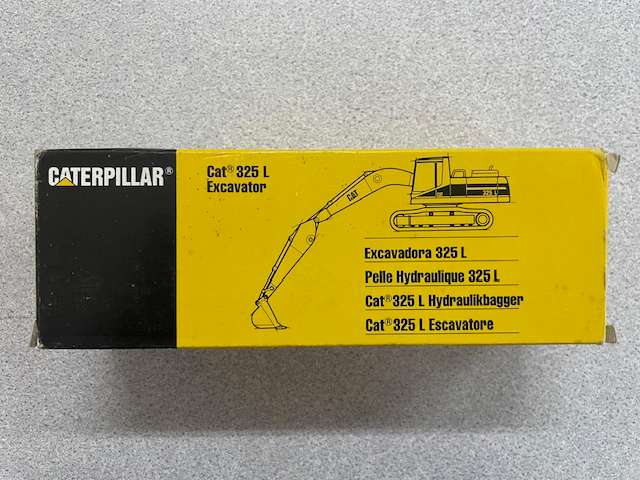 CATERPILLAR®
Cat® 325 L
Excavator
CAT
325 L
Excavadora 325 L
Pelle Hydraulique 325 L
Cat® 325 L Hydraulikbagger
Cat® 325 L Escavatore